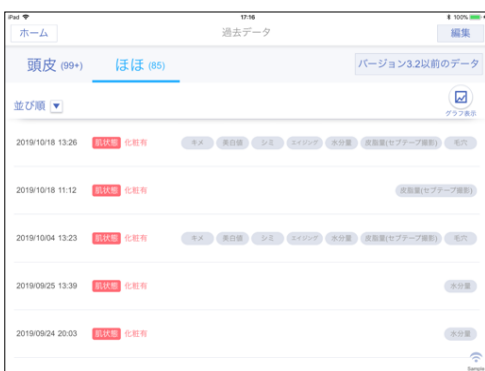 iPad 17:16 100%
ホーム 過去データ 編集
頭皮 (99+) ほほ (85) バージョン3.2以前のデータ
並び順 ▼ グラフ表示
2019/10/18 13:26 肌状態 化粧有 キメ 美白値 シミ エイジング 水分量 皮脂量(セブテープ撮影) 毛穴
2019/10/18 11:12 肌状態 化粧有 皮脂量(セブテープ撮影)
2019/10/04 13:23 肌状態 化粧有 キメ 美白値 シミ エイジング 水分量 皮脂量(セブテープ撮影) 毛穴
2019/09/25 13:39 肌状態 化粧有 水分量
2019/09/24 20:03 肌状態 化粧有 水分量
Sample